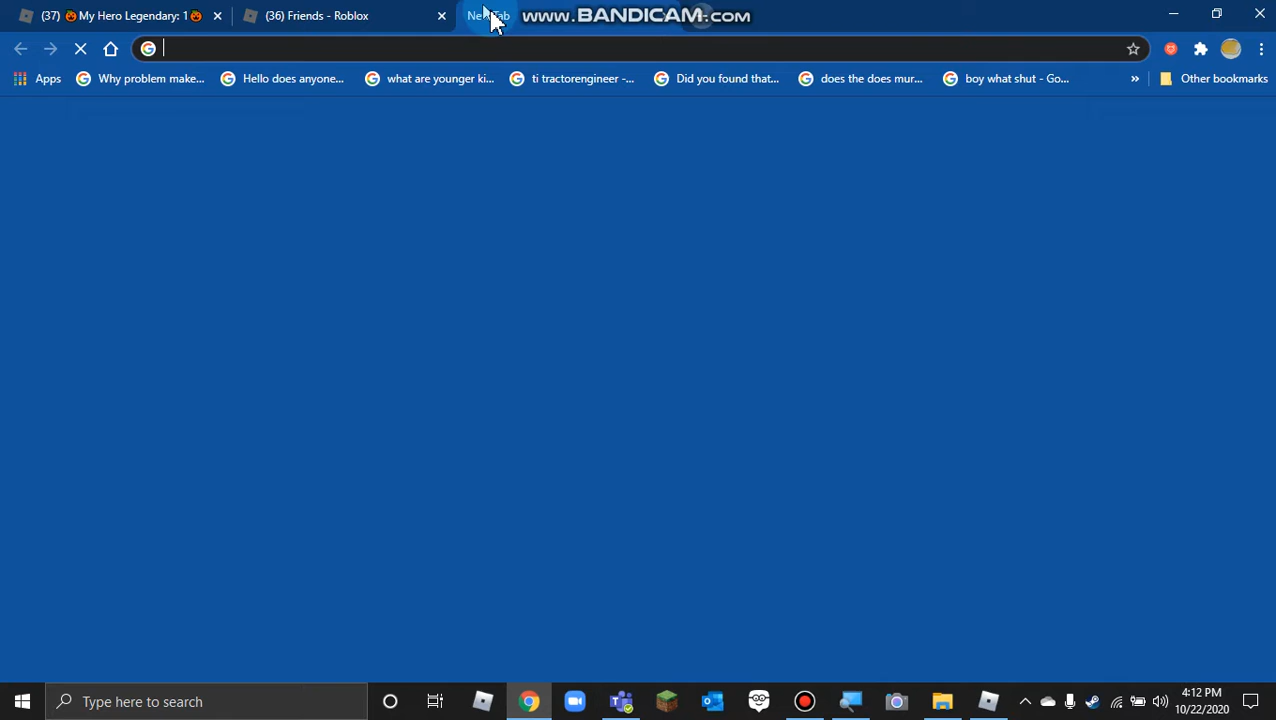 (37) 🎃My Hero Legendary: 1🎃
(36) Friends - Roblox
www.BANDICAM.com
Apps
Why problem make...
Hello does anyone...
what are younger ki...
ti tractorengineer -...
Did you found that...
does the does mur...
boy what shut - Go...
»
Other bookmarks
Type here to search
4:12 PM
10/22/2020